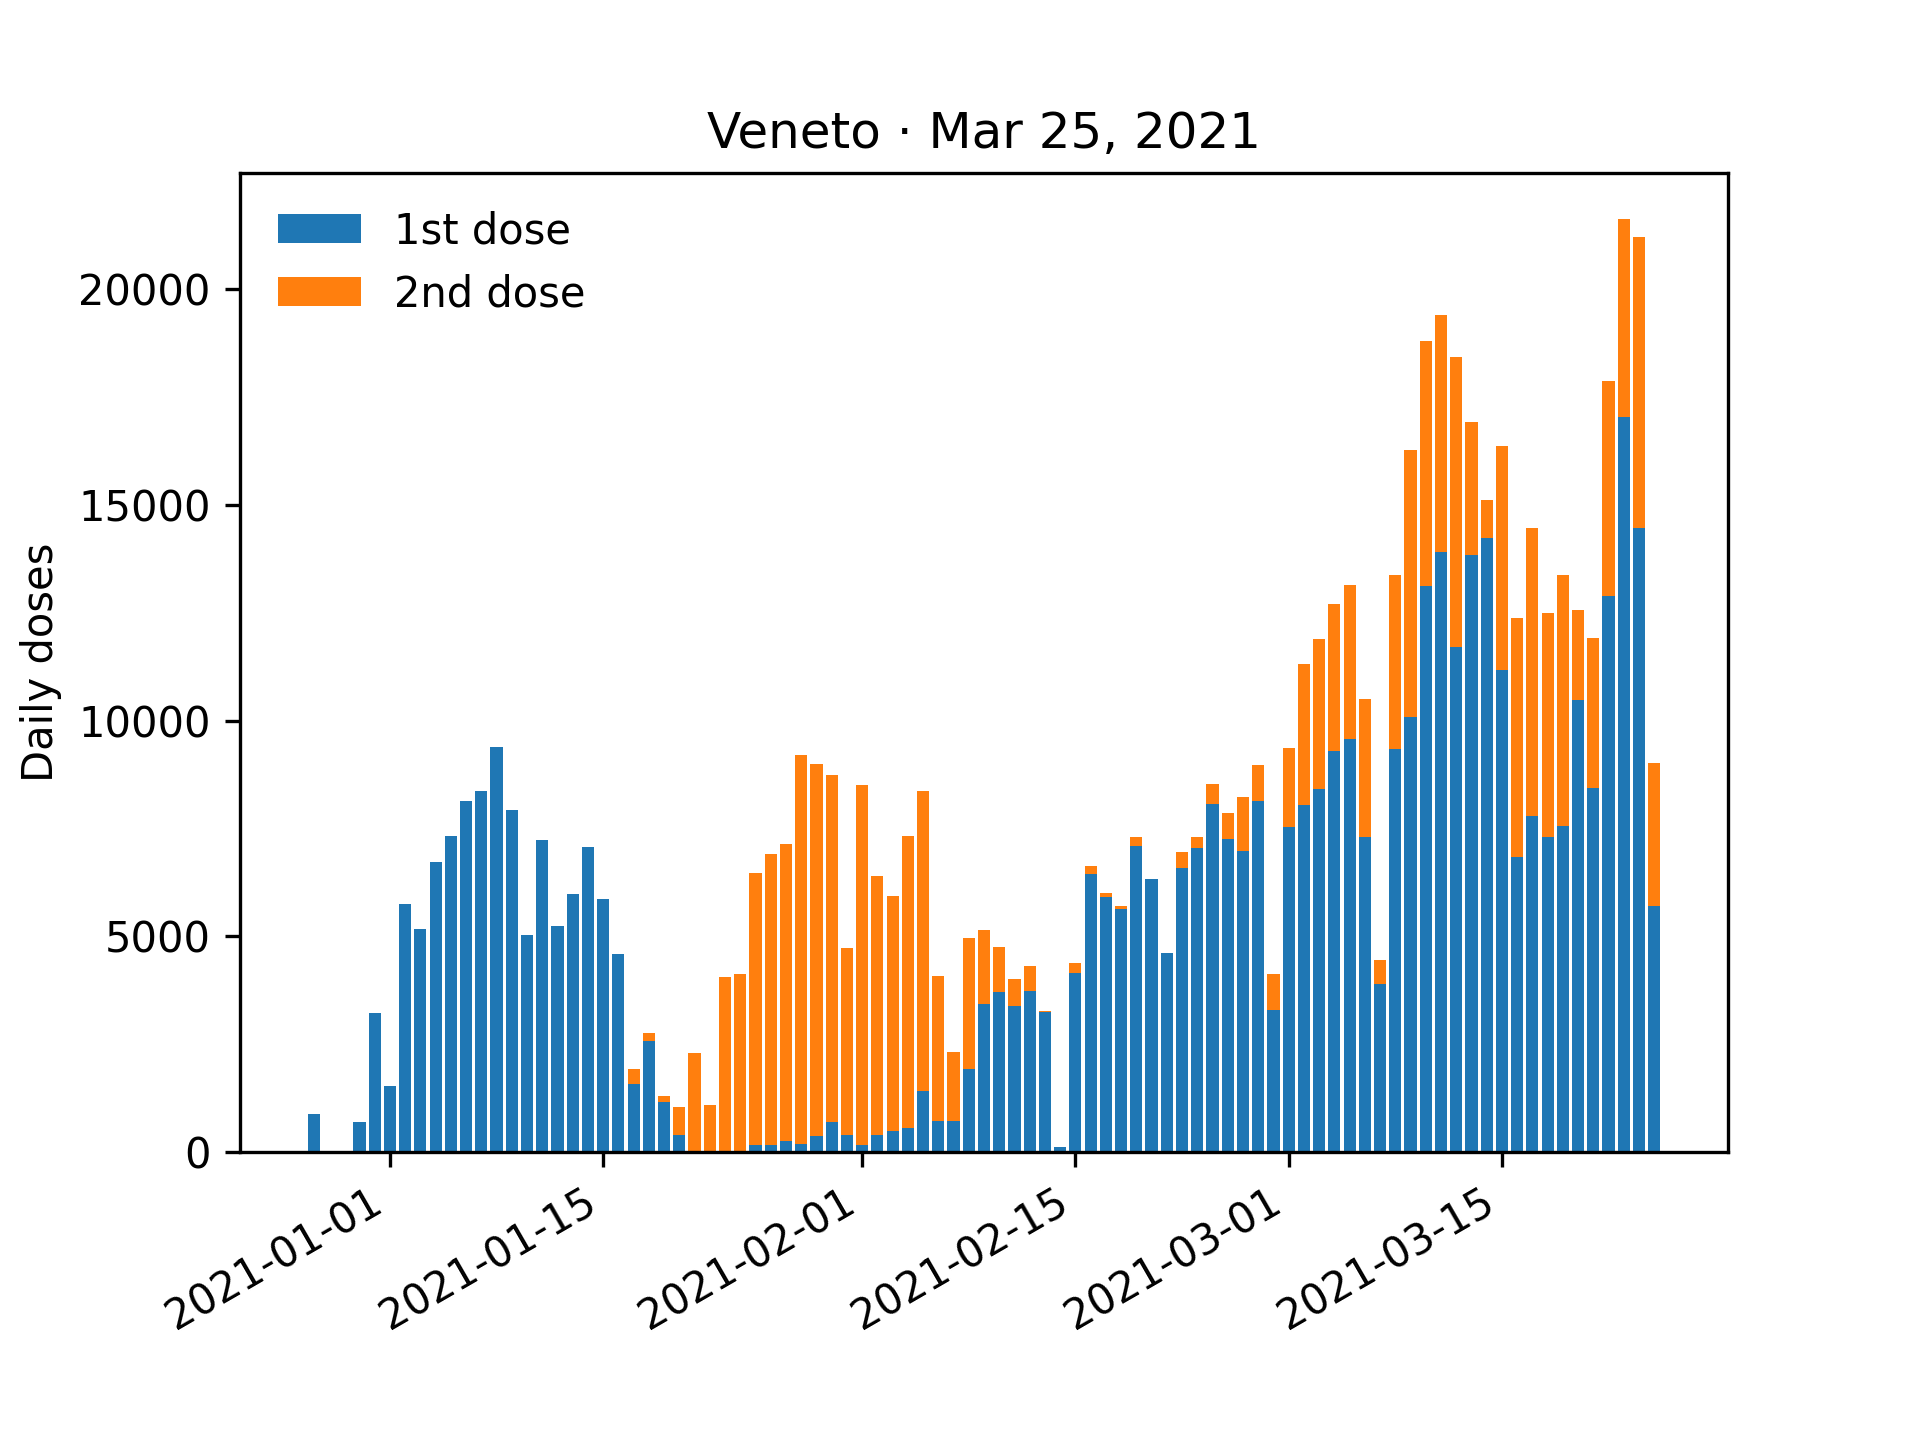 Veneto · Mar 25, 2021
1st dose
2nd dose
Daily doses
20000
15000
10000
5000
0
2021-01-01
2021-01-15
2021-02-01
2021-02-15
2021-03-01
2021-03-15